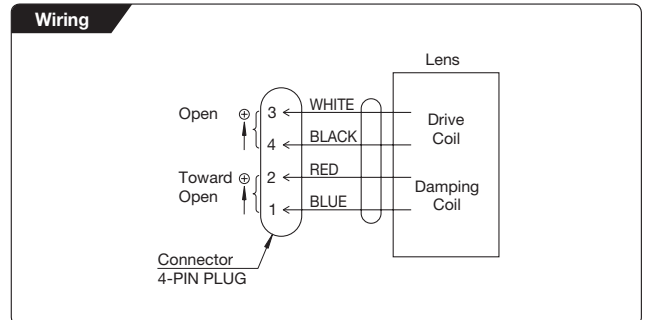 Wiring
Lens
Open ⊕ 3 WHITE Drive
4 BLACK Coil
Toward ⊕ 2 RED Damping
Open 1 BLUE Coil
Connector
4-PIN PLUG